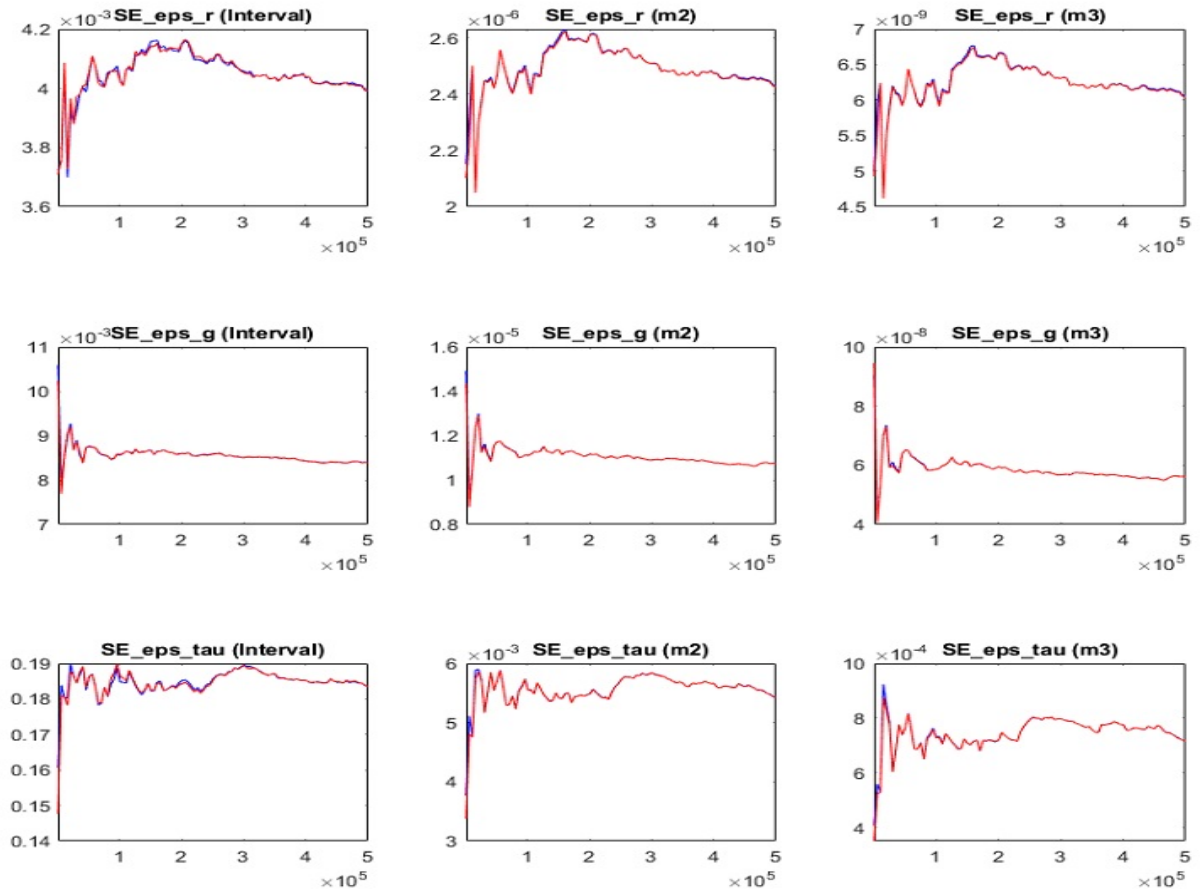 ×10⁻³ SE_eps_r (Interval)
4.2
4
3.8
3.6
1 2 3 4 5
×10⁵
×10⁻⁶ SE_eps_r (m2)
2.6
2.4
2.2
2
1 2 3 4 5
×10⁵
×10⁻⁹ SE_eps_r (m3)
7
6.5
6
5.5
5
4.5
1 2 3 4 5
×10⁵
×10⁻³ SE_eps_g (Interval)
11
10
9
8
7
1 2 3 4 5
×10⁵
×10⁻⁵ SE_eps_g (m2)
1.6
1.4
1.2
1
0.8
1 2 3 4 5
×10⁵
×10⁻⁸ SE_eps_g (m3)
10
8
6
4
1 2 3 4 5
×10⁵
SE_eps_tau (Interval)
0.19
0.18
0.17
0.16
0.15
0.14
1 2 3 4 5
×10⁵
×10⁻³ SE_eps_tau (m2)
6
5
4
3
1 2 3 4 5
×10⁵
×10⁻⁴ SE_eps_tau (m3)
10
8
6
4
1 2 3 4 5
×10⁵